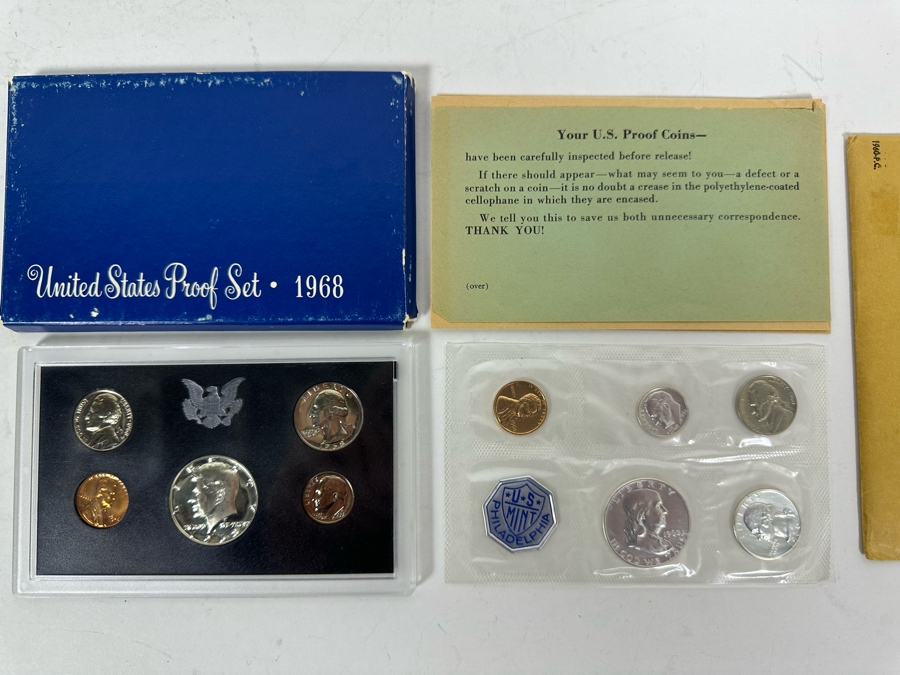 United States Proof Set • 1968
Your U.S. Proof Coins—
have been carefully inspected before release!
If there should appear—what may seem to you—a defect or a
scratch on a coin—it is no doubt a crease in the polyethylene-coated
cellophane in which they are encased.
We tell you this to save us both unnecessary correspondence.
THANK YOU!
(over)
1960-P.C.
LIBERTY
U★S
MINT
PHILADELPHIA
LIBERTY
1960